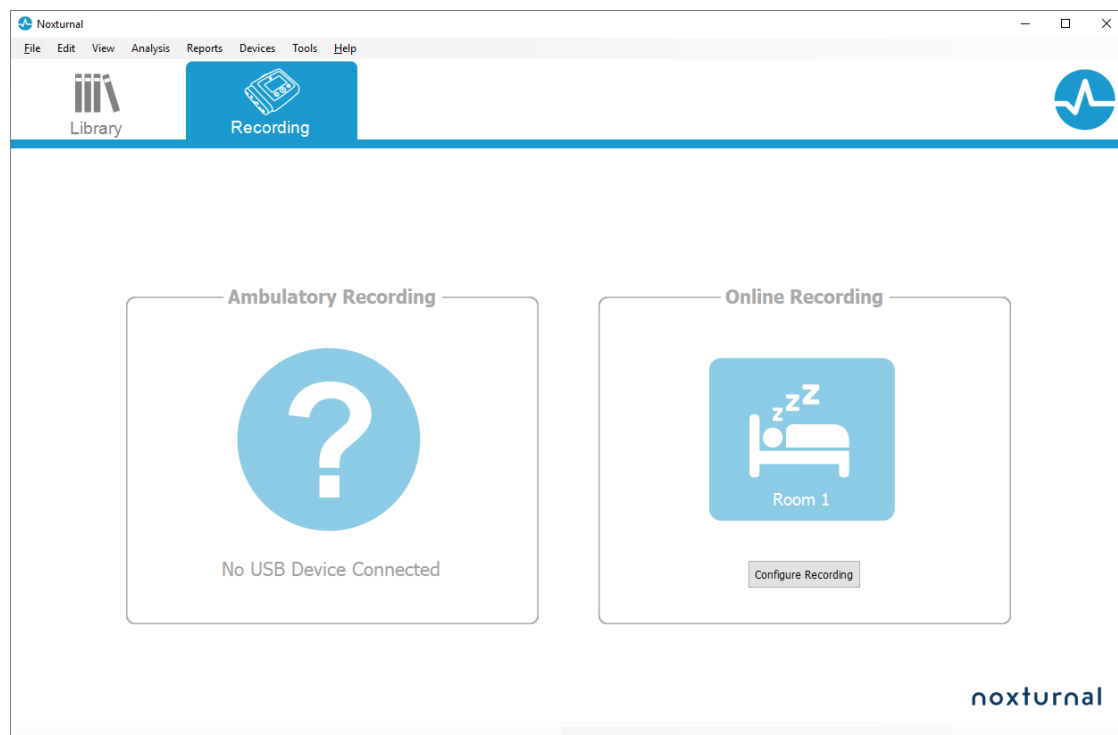 Noxturnal
File Edit View Analysis Reports Devices Tools Help
Library
Recording
Ambulatory Recording
No USB Device Connected
Online Recording
zzZ
Room 1
Configure Recording
noxturnal